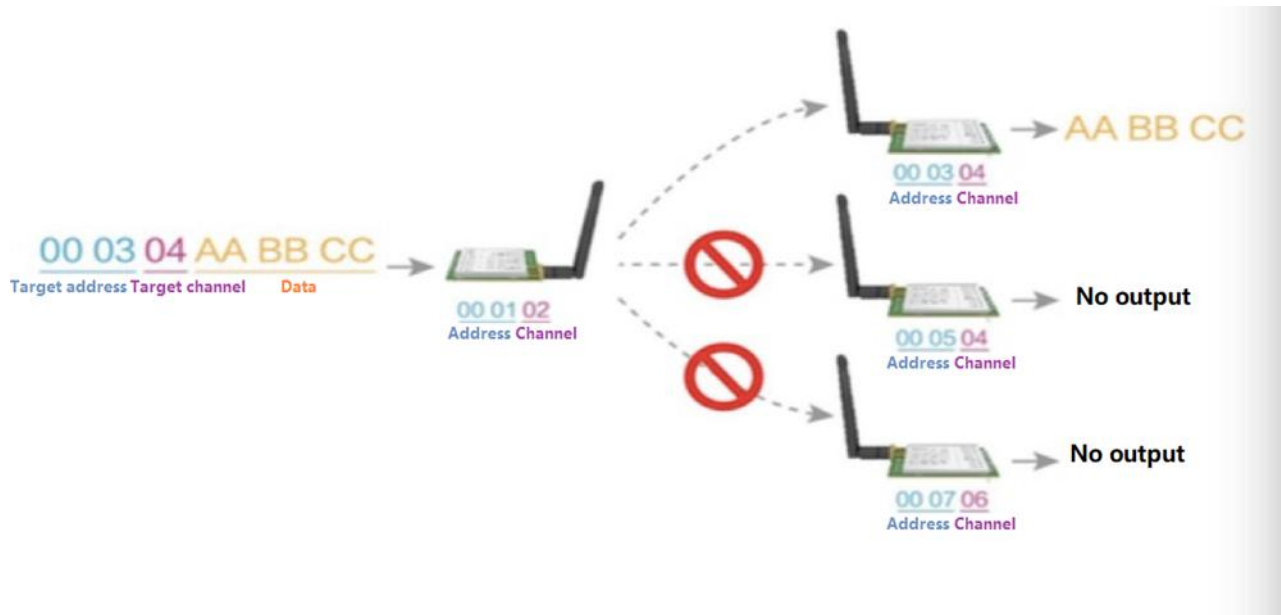 AA BB CC
00 03 04
Address Channel
00 03 04 AA BB CC
Target address Target channel Data
00 01 02
Address Channel
No output
00 05 04
Address Channel
No output
00 07 06
Address Channel